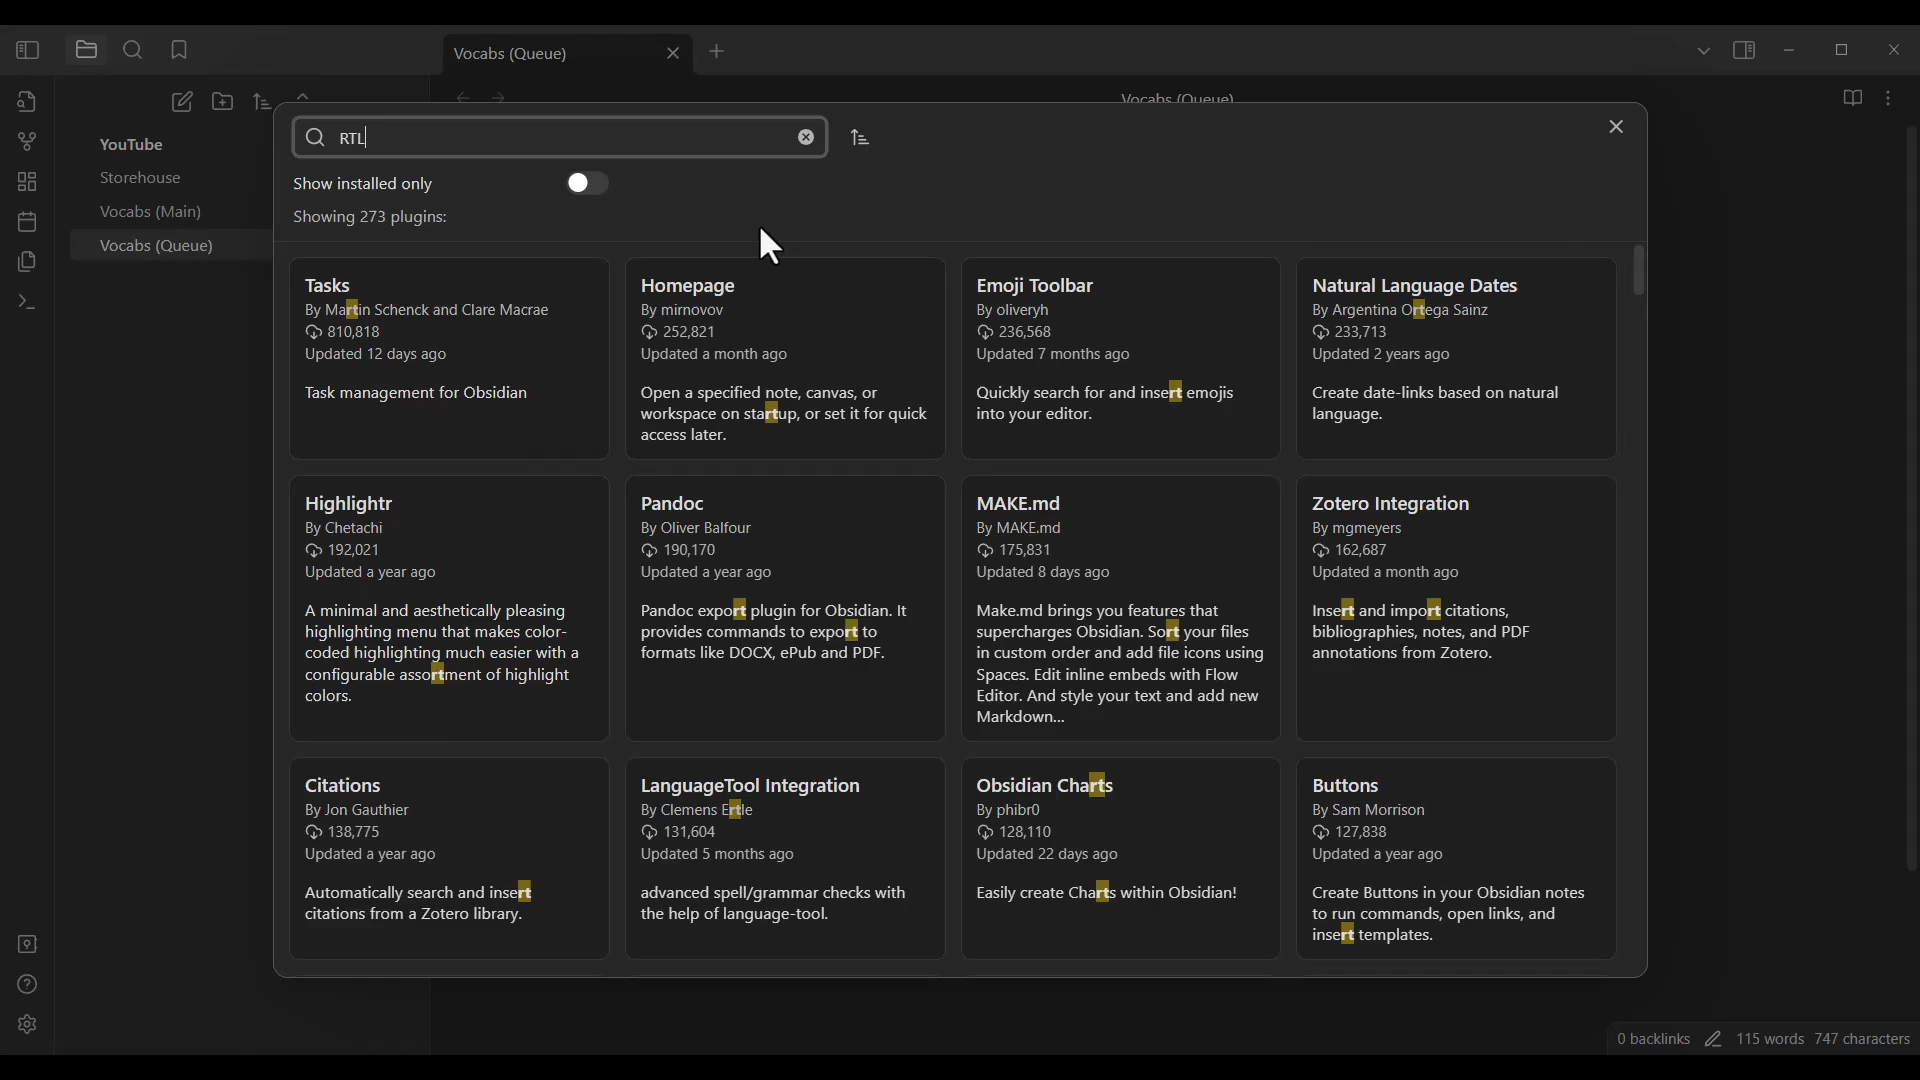 Vocabs (Queue)
Vocabs (Queue)
YouTube
Storehouse
Vocabs (Main)
Vocabs (Queue)
RTL
Show installed only
Showing 273 plugins:
Tasks
By Martin Schenck and Clare Macrae
810,818
Updated 12 days ago
Task management for Obsidian
Homepage
By mirnovov
252,821
Updated a month ago
Open a specified note, canvas, or
workspace on startup, or set it for quick
access later.
Emoji Toolbar
By oliveryh
236,568
Updated 7 months ago
Quickly search for and insert emojis
into your editor.
Natural Language Dates
By Argentina Ortega Sainz
233,713
Updated 2 years ago
Create date-links based on natural
language.
Highlightr
By Chetachi
192,021
Updated a year ago
A minimal and aesthetically pleasing
highlighting menu that makes color-
coded highlighting much easier with a
configurable assortment of highlight
colors.
Pandoc
By Oliver Balfour
190,170
Updated a year ago
Pandoc export plugin for Obsidian. It
provides commands to export to
formats like DOCX, ePub and PDF.
MAKE.md
By MAKE.md
175,831
Updated 8 days ago
Make.md brings you features that
supercharges Obsidian. Sort your files
in custom order and add file icons using
Spaces. Edit inline embeds with Flow
Editor. And style your text and add new
Markdown...
Zotero Integration
By mgmeyers
162,687
Updated a month ago
Insert and import citations,
bibliographies, notes, and PDF
annotations from Zotero.
Citations
By Jon Gauthier
138,775
Updated a year ago
Automatically search and insert
citations from a Zotero library.
LanguageTool Integration
By Clemens Ertle
131,604
Updated 5 months ago
advanced spell/grammar checks with
the help of language-tool.
Obsidian Charts
By phibr0
128,110
Updated 22 days ago
Easily create Charts within Obsidian!
Buttons
By Sam Morrison
127,838
Updated a year ago
Create Buttons in your Obsidian notes
to run commands, open links, and
insert templates.
0 backlinks 115 words 747 characters